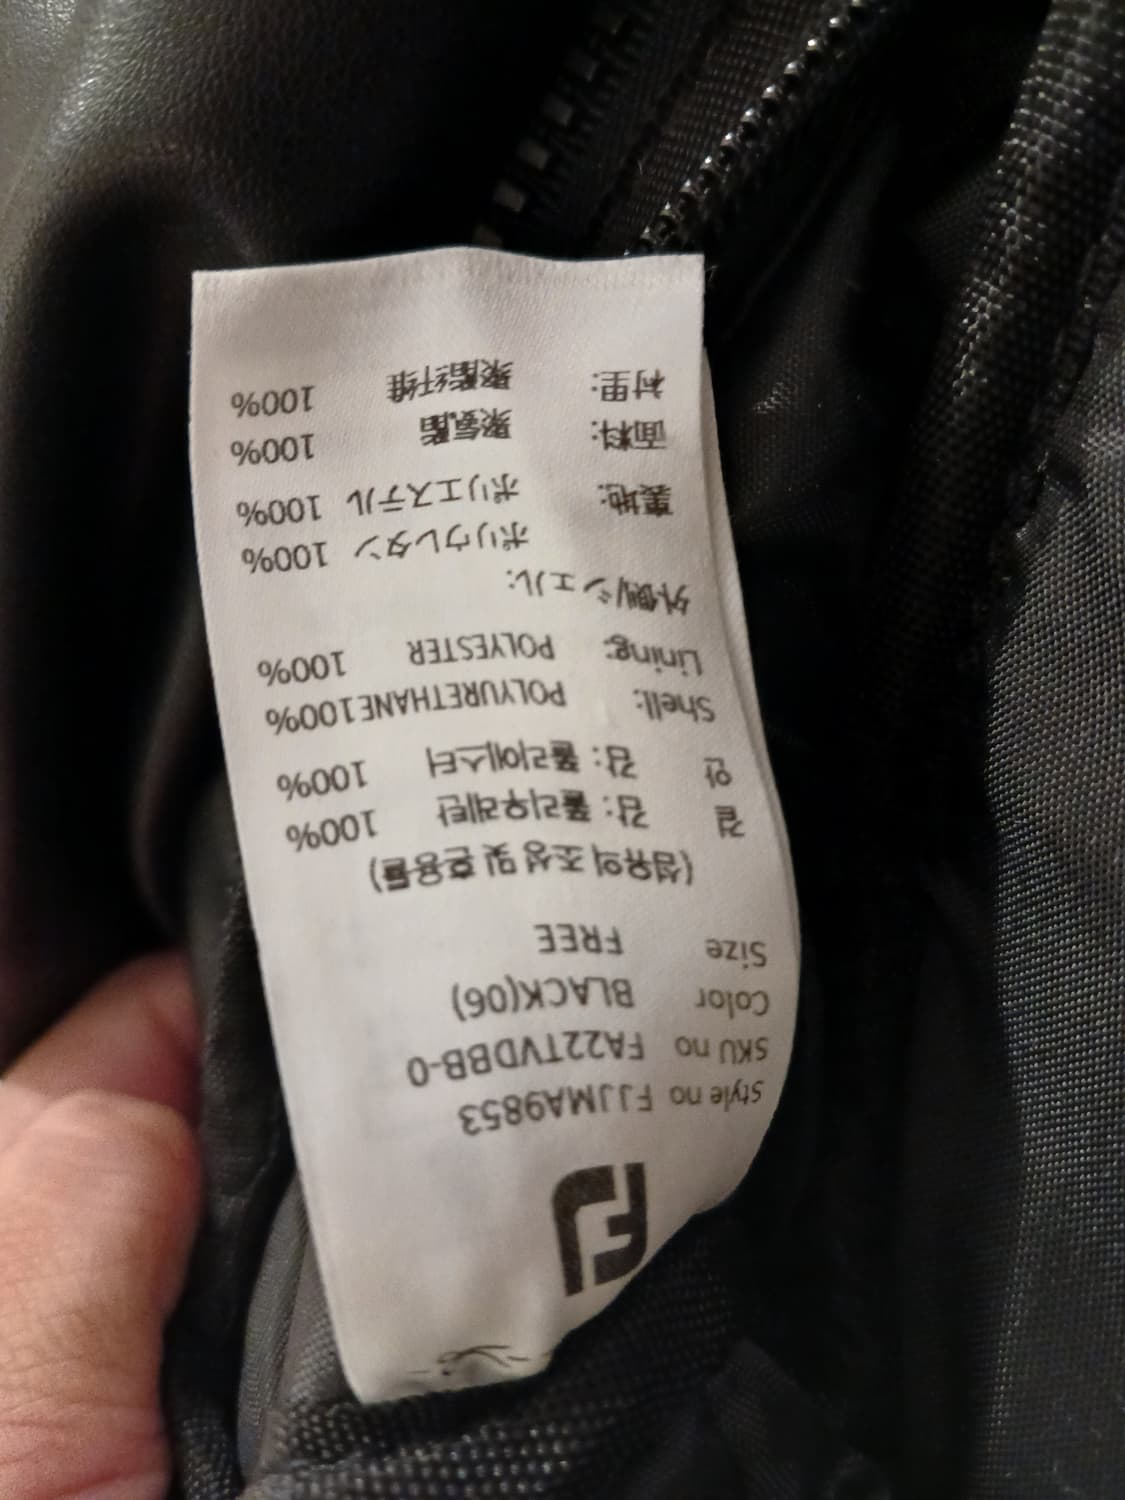 FJ
Style no FJJMA9853
SKU no FA22TVDBB-0
Color BLACK(06)
Size FREE
(섬유의 조성 및 혼용률)
겉 감: 폴리우레탄 100%
안 감: 폴리에스터 100%
Shell: POLYURETHANE100%
Lining: POLYESTER 100%
外側/シェル:
ポリウレタン 100%
裏地: ポリエステル 100%
面料: 聚氨酯 100%
村里: 聚酯纤维 100%